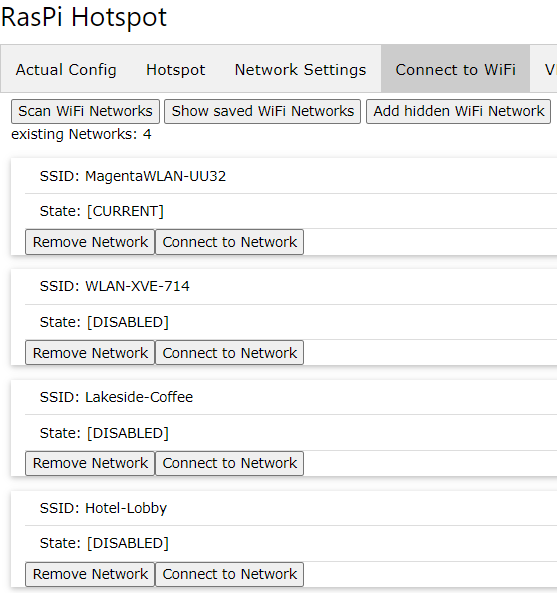 RasPi Hotspot
Actual Config Hotspot Network Settings Connect to WiFi
Scan WiFi Networks Show saved WiFi Networks Add hidden WiFi Network
existing Networks: 4
SSID: MagentaWLAN-UU32
State: [CURRENT]
Remove Network Connect to Network
SSID: WLAN-XVE-714
State: [DISABLED]
Remove Network Connect to Network
SSID: Lakeside-Coffee
State: [DISABLED]
Remove Network Connect to Network
SSID: Hotel-Lobby
State: [DISABLED]
Remove Network Connect to Network